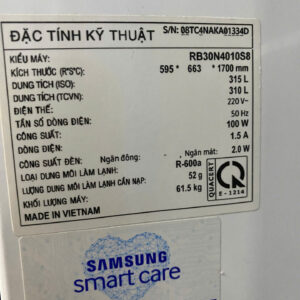 ĐẶC TÍNH KỸ THUẬT S/N: 08TC4NAKA01334D
KIỂU MÁY: RB30N4010S8
KÍCH THƯỚC (R*S*C): 595 * 663 * 1700 mm
DUNG TÍCH (ISO): 315 L
DUNG TÍCH (TCVN): 310 L
ĐIỆN THẾ: 220V~
TẦN SỐ DÒNG ĐIỆN: 50 Hz
CÔNG SUẤT: 100 W
DÒNG ĐIỆN: 1.5 A
CÔNG SUẤT ĐÈN: Ngăn đông: Ngăn mát: 2.0 W
LOẠI DUNG MÔI LÀM LẠNH: R-600a
LƯỢNG DUNG MÔI LÀM LẠNH CẦN NẠP: 52 g
KHỐI LƯỢNG MÁY: 61.5 kg
MADE IN VIETNAM
QUACERT
E - 1214
SAMSUNG
smart care